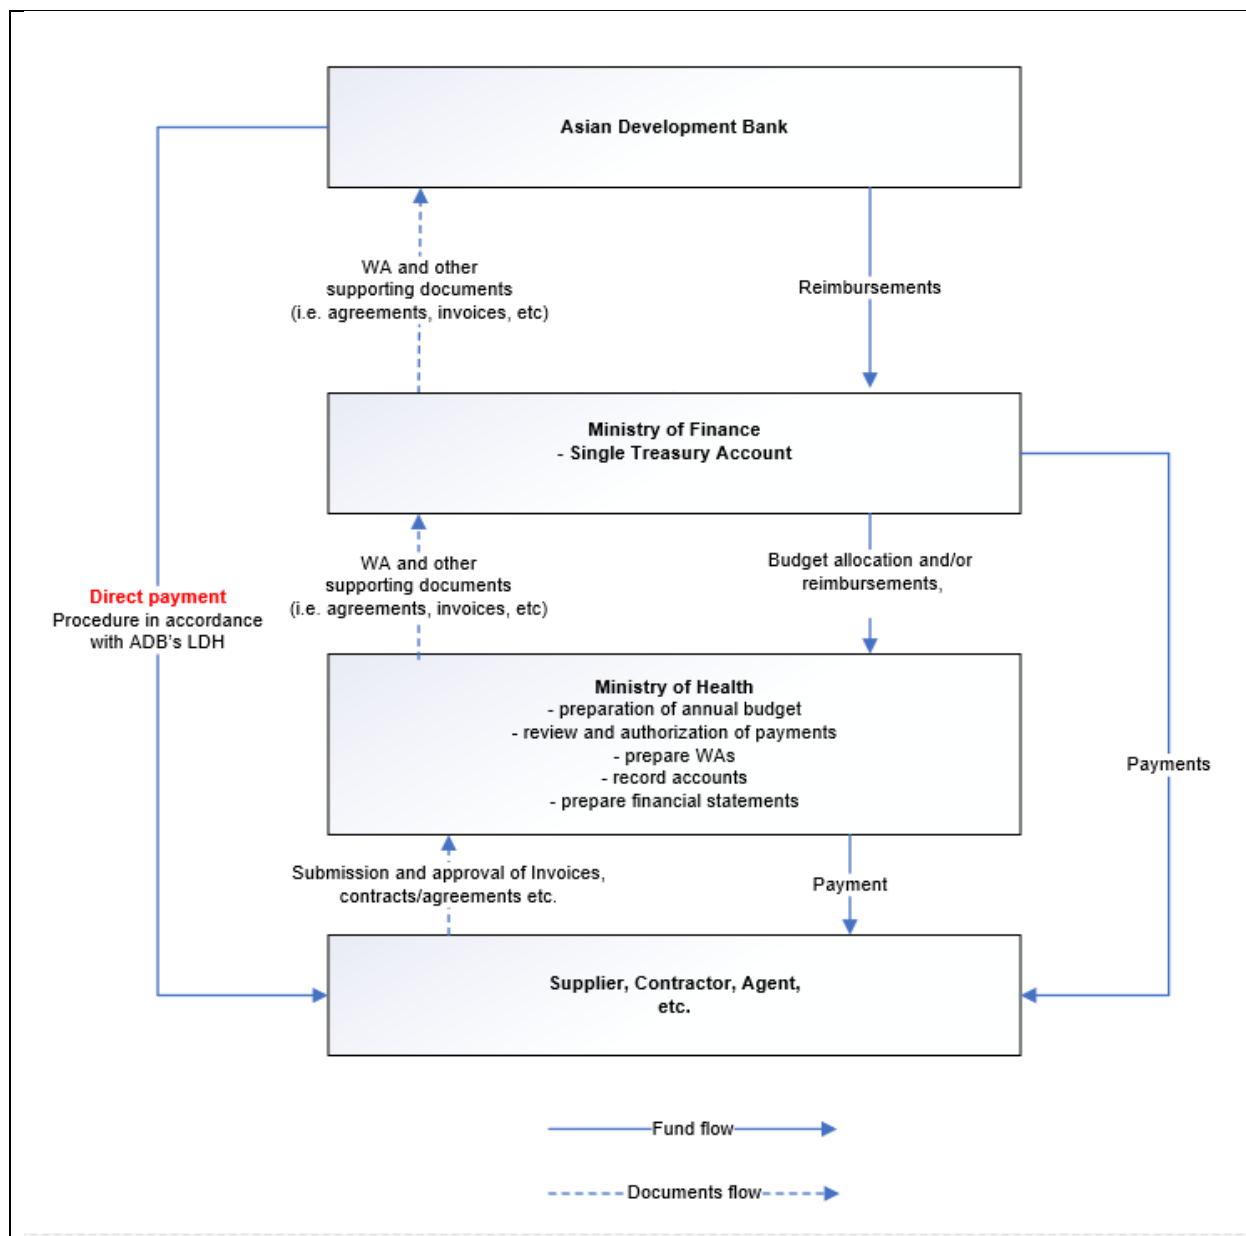 Asian Development Bank
WA and other
supporting documents
(i.e. agreements, invoices, etc)
Reimbursements
Ministry of Finance
- Single Treasury Account
WA and other
supporting documents
(i.e. agreements, invoices, etc)
Budget allocation and/or
reimbursements,
Direct payment
Procedure in accordance
with ADB's LDH
Ministry of Health
- preparation of annual budget
- review and authorization of payments
- prepare WAs
- record accounts
- prepare financial statements
Payments
Submission and approval of Invoices,
contracts/agreements etc.
Payment
Supplier, Contractor, Agent,
etc.
Fund flow
Documents flow